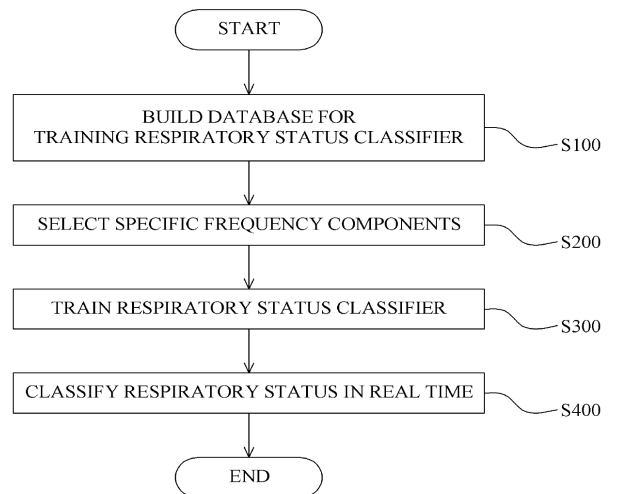 START
BUILD DATABASE FOR
TRAINING RESPIRATORY STATUS CLASSIFIER
S100
SELECT SPECIFIC FREQUENCY COMPONENTS
S200
TRAIN RESPIRATORY STATUS CLASSIFIER
S300
CLASSIFY RESPIRATORY STATUS IN REAL TIME
S400
END